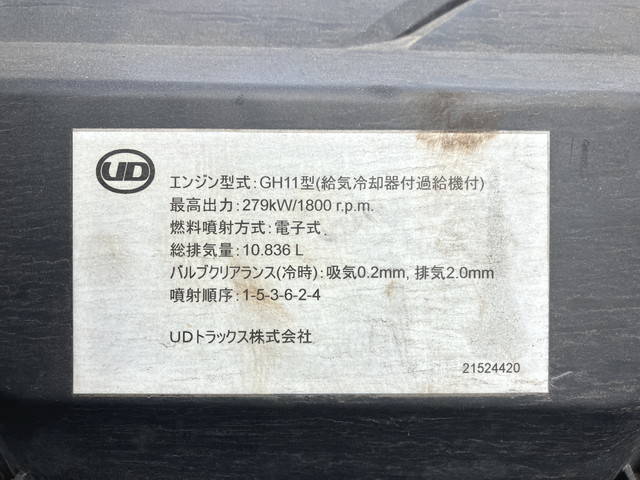 UD
エンジン型式:GH11型(給気冷却器付過給機付)
最高出力:279kW/1800 r.p.m.
燃料噴射方式:電子式
総排気量:10.836 L
バルブクリアランス(冷時):吸気0.2mm, 排気2.0mm
噴射順序:1-5-3-6-2-4
UDトラックス株式会社
21524420